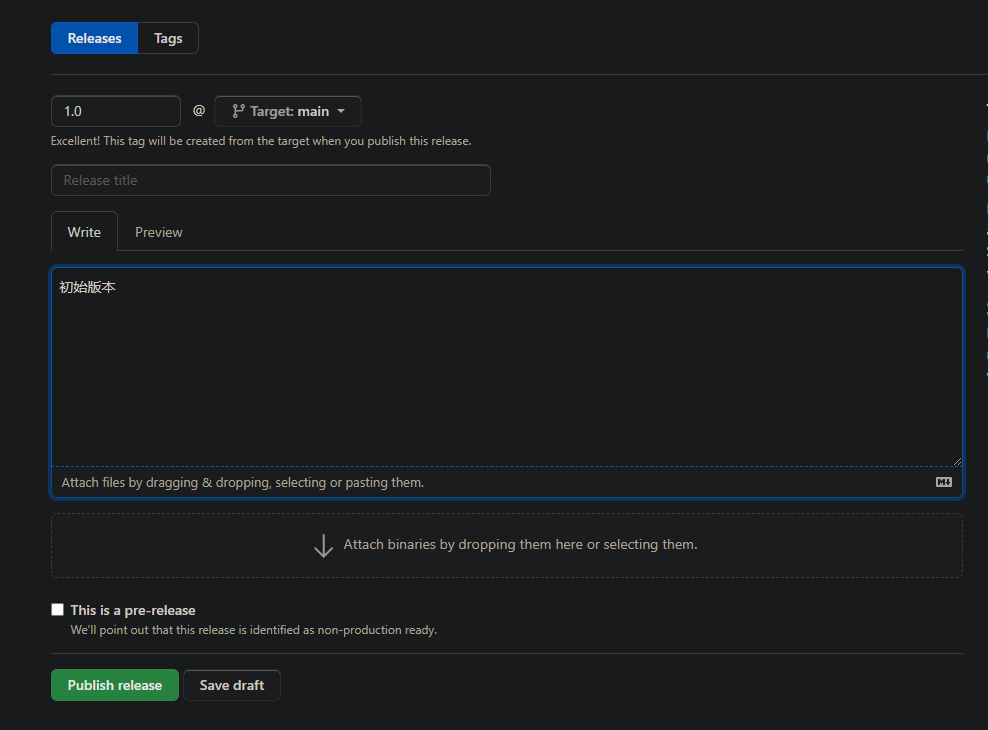 Releases Tags
1.0 @ Target: main
Excellent! This tag will be created from the target when you publish this release.
Release title
Write Preview
初始版本
Attach files by dragging & dropping, selecting or pasting them.
Attach binaries by dropping them here or selecting them.
This is a pre-release
We'll point out that this release is identified as non-production ready.
Publish release Save draft